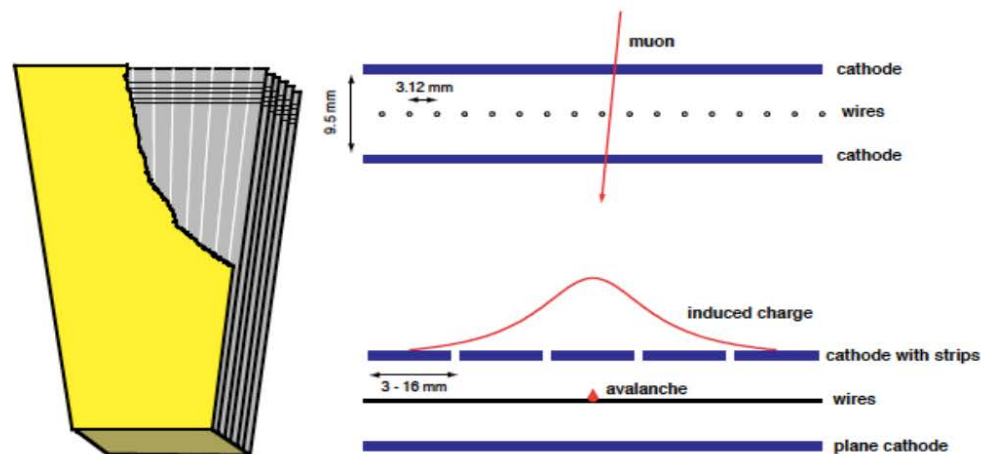 muon
cathode
3.12 mm
9.5 mm
wires
cathode
induced charge
cathode with strips
3 - 16 mm
avalanche
wires
plane cathode